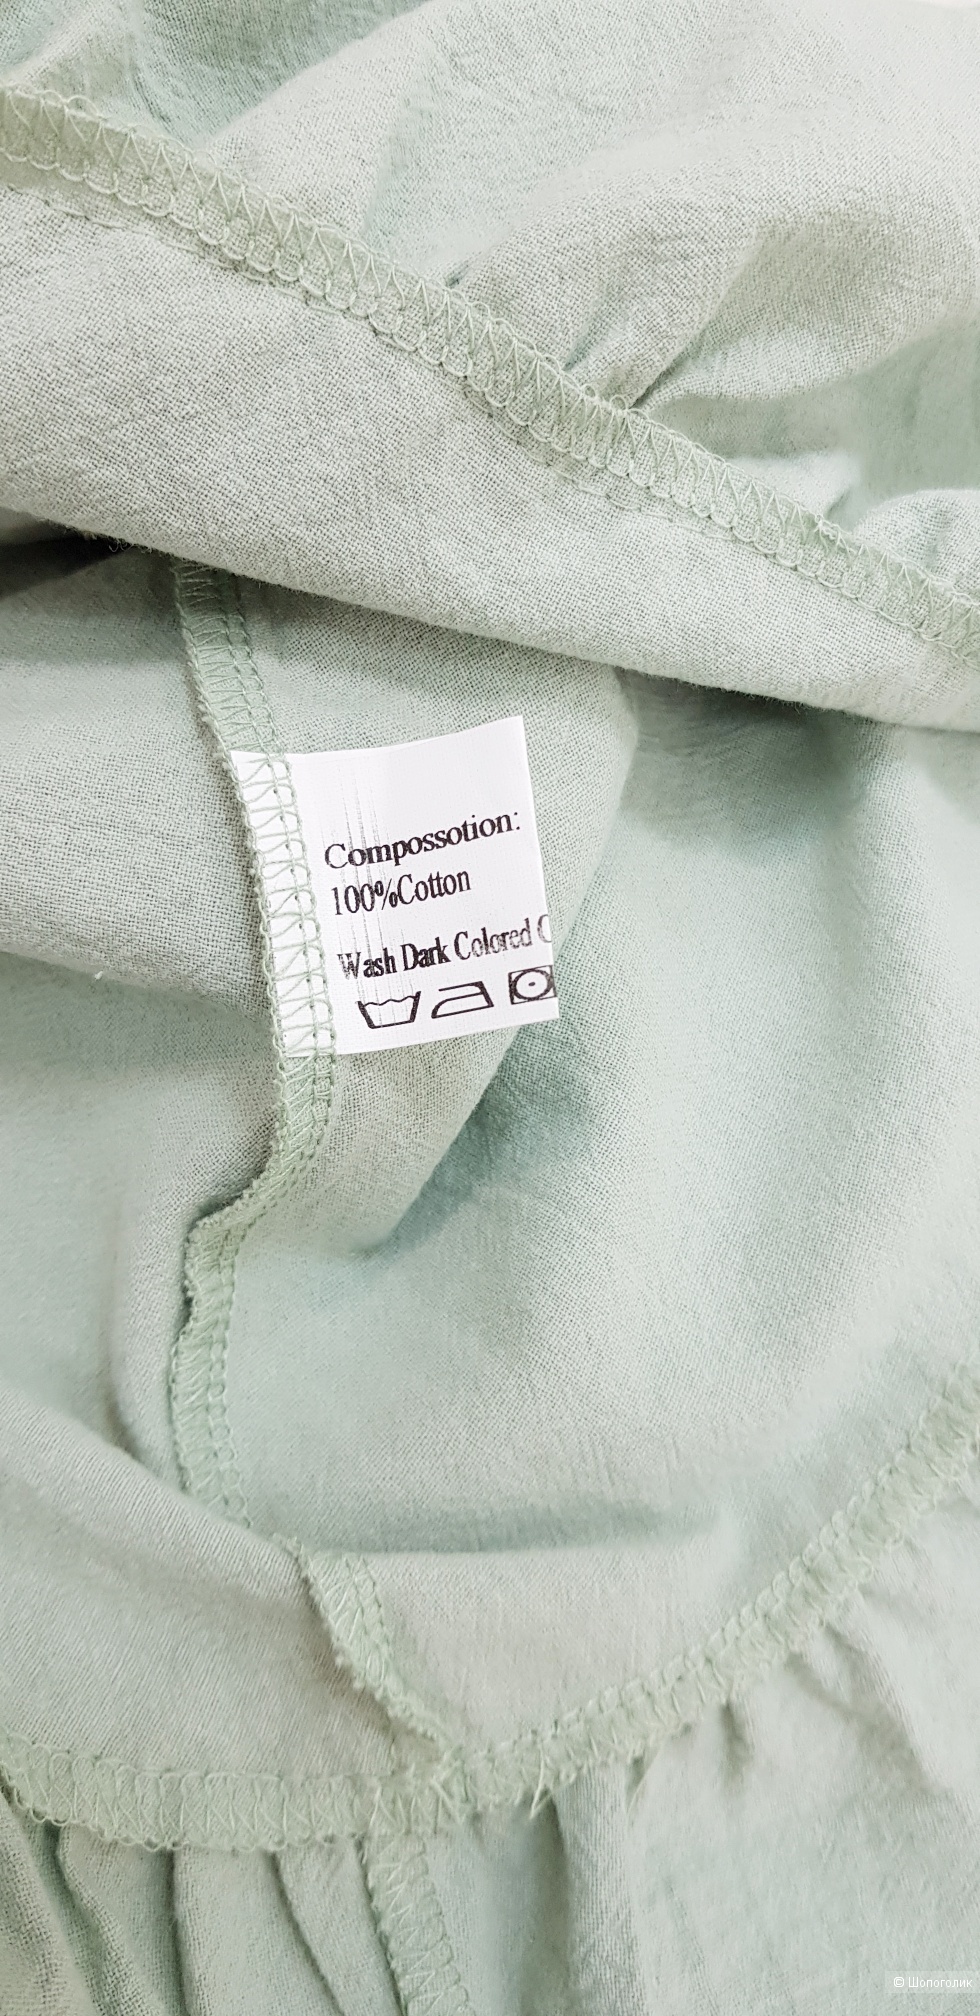 Compossotion:
100%Cotton
Wash Dark Colored C
© Шопоголик